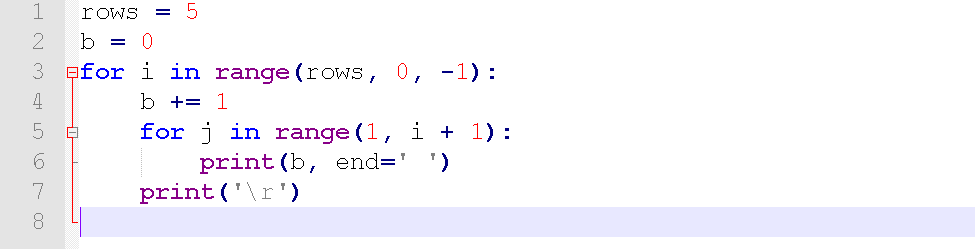 1 rows = 5
2 b = 0
3 for i in range(rows, 0, -1):
4     b += 1
5     for j in range(1, i + 1):
6         print(b, end=' ')
7     print('\r')
8